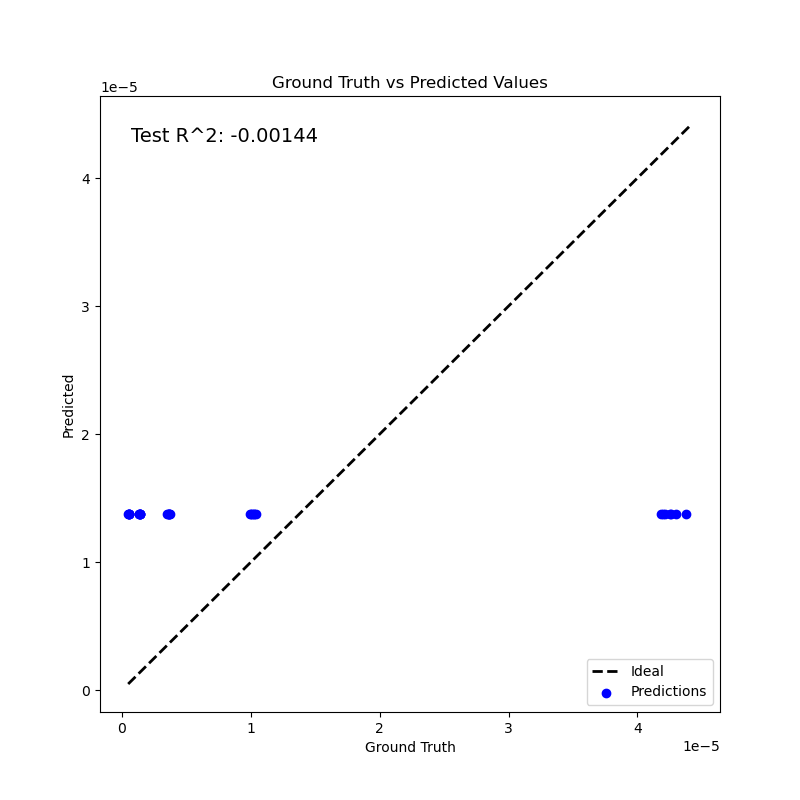 Ground Truth vs Predicted Values
1e−5
Test R^2: -0.00144
4
3
2
1
0
Predicted
Ideal
Predictions
0 1 2 3 4
1e−5
Ground Truth